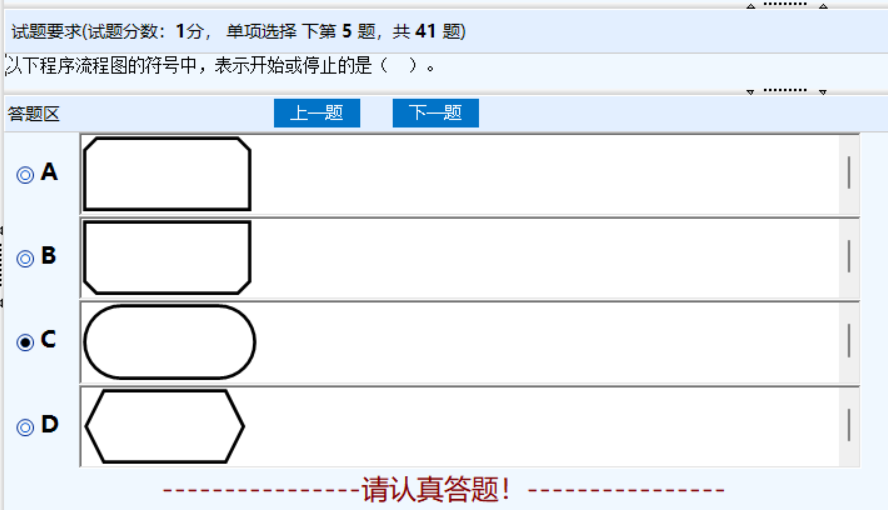 试题要求(试题分数：1分， 单项选择 下第 5 题，共 41 题)
以下程序流程图的符号中，表示开始或停止的是（　）。
答题区
上一题 下一题
A
B
C
D
----------------请认真答题！----------------